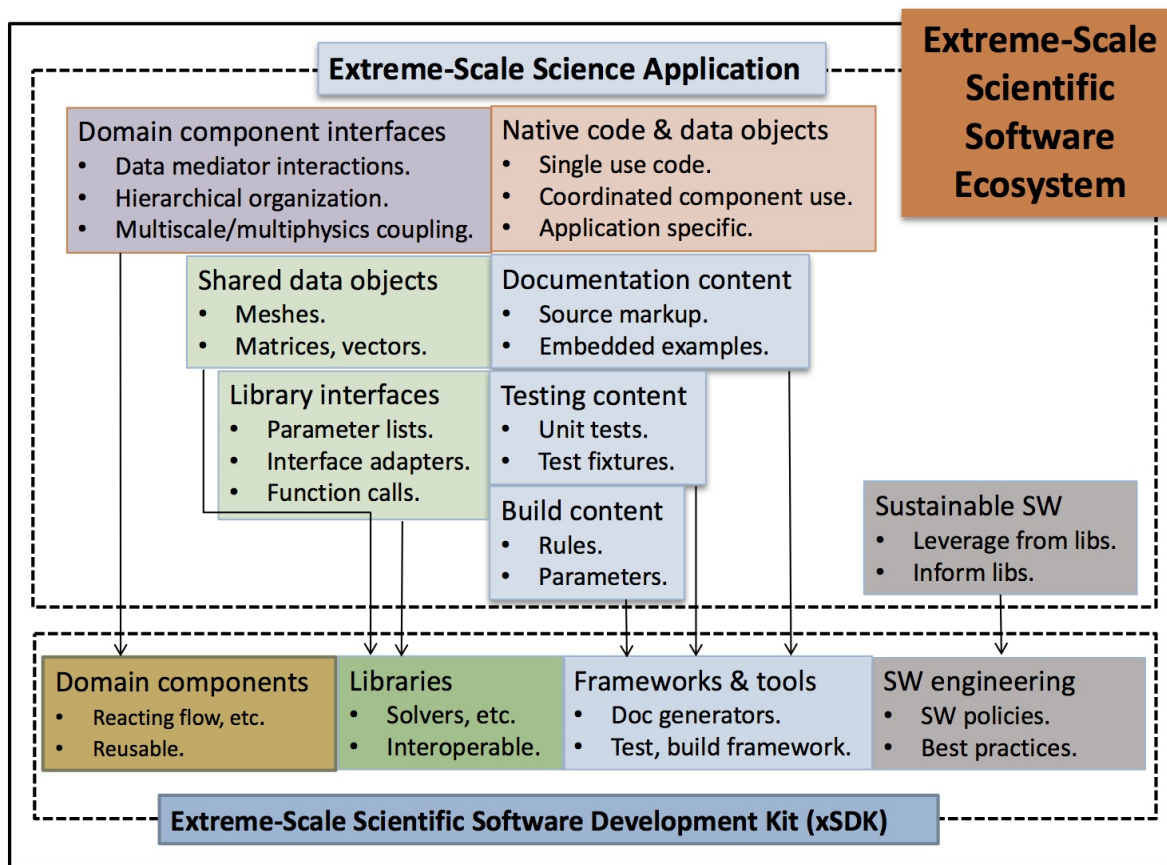 Extreme-Scale
Scientific
Software
Ecosystem
Extreme-Scale Science Application
Domain component interfaces
• Data mediator interactions.
• Hierarchical organization.
• Multiscale/multiphysics coupling.
Native code & data objects
• Single use code.
• Coordinated component use.
• Application specific.
Shared data objects
• Meshes.
• Matrices, vectors.
Documentation content
• Source markup.
• Embedded examples.
Library interfaces
• Parameter lists.
• Interface adapters.
• Function calls.
Testing content
• Unit tests.
• Test fixtures.
Build content
• Rules.
• Parameters.
Sustainable SW
• Leverage from libs.
• Inform libs.
Domain components
• Reacting flow, etc.
• Reusable.
Libraries
• Solvers, etc.
• Interoperable.
Frameworks & tools
• Doc generators.
• Test, build framework.
SW engineering
• SW policies.
• Best practices.
Extreme-Scale Scientific Software Development Kit (xSDK)